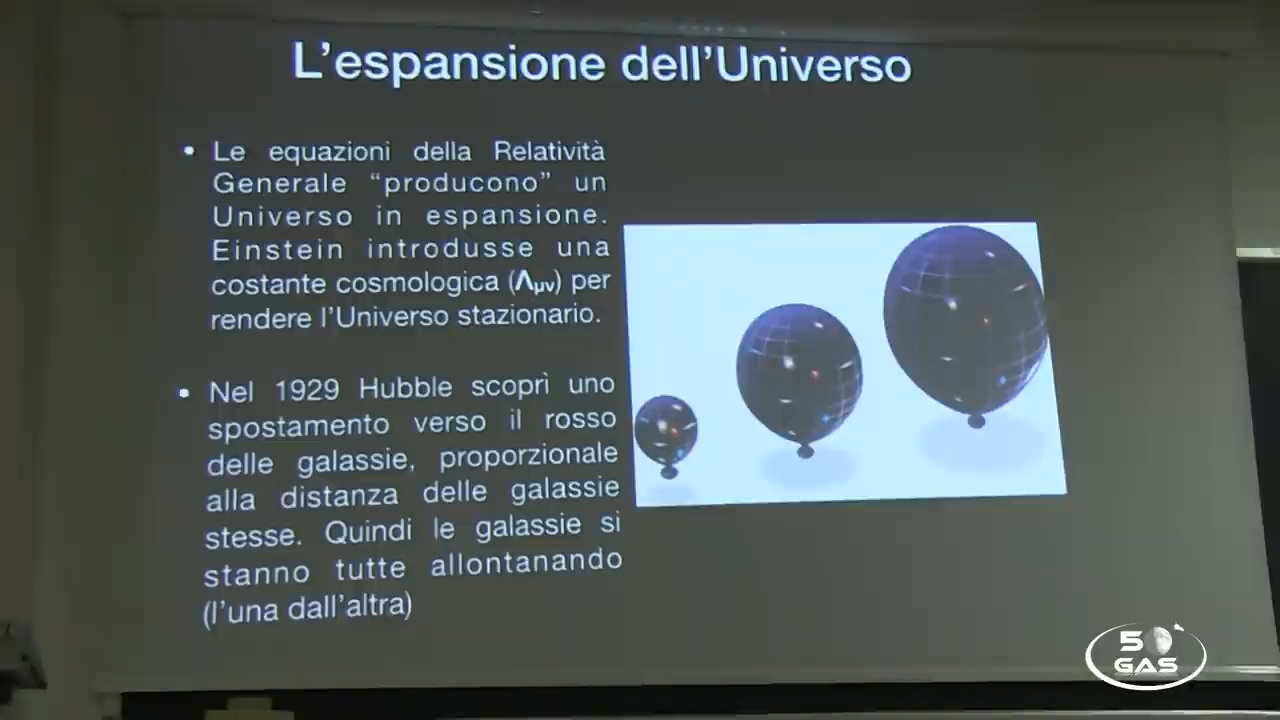 L'espansione dell'Universo
• Le equazioni della Relatività
Generale “producono” un
Universo in espansione.
Einstein introdusse una
costante cosmologica (Λμν) per
rendere l'Universo stazionario.
• Nel 1929 Hubble scoprì uno
spostamento verso il rosso
delle galassie, proporzionale
alla distanza delle galassie
stesse. Quindi le galassie si
stanno tutte allontanando
(l'una dall'altra)
50
GAS